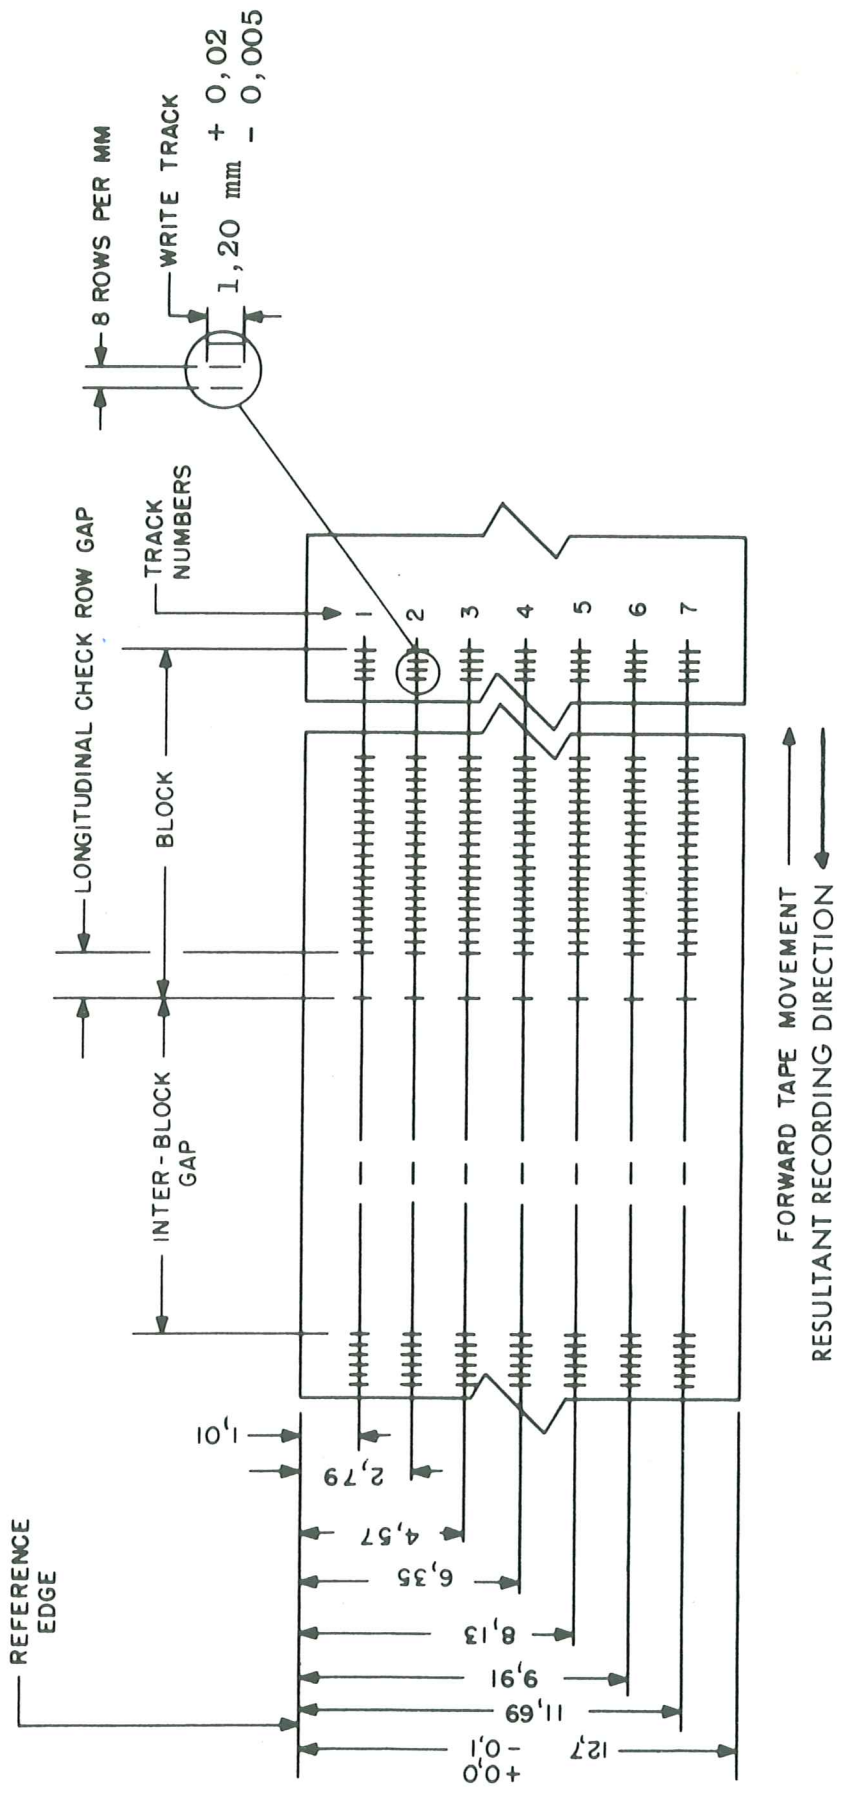 8 ROWS PER MM
WRITE TRACK
1,20 mm + 0,02
- 0,005
LONGITUDINAL CHECK ROW GAP
TRACK
NUMBERS
BLOCK
INTER-BLOCK
GAP
REFERENCE
EDGE
1
2
3
4
5
6
7
1,01
2,79
4,57
6,35
8,13
9,91
11,69
12,7 +0,0
-0,1
FORWARD TAPE MOVEMENT
RESULTANT RECORDING DIRECTION